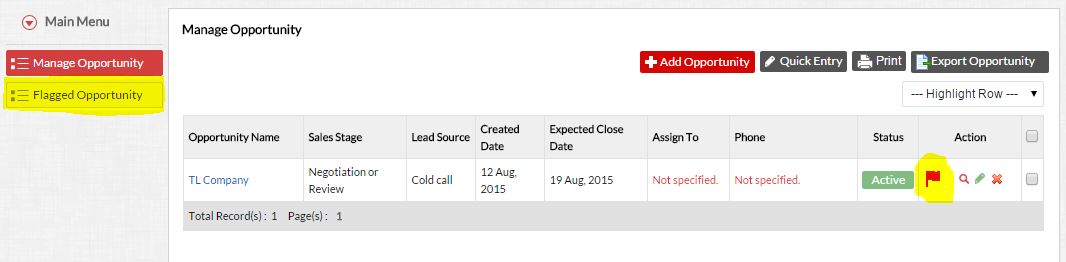 Main Menu
Manage Opportunity
Flagged Opportunity
Manage Opportunity
Add Opportunity
Quick Entry
Print
Export Opportunity
--- Highlight Row ---
Opportunity Name
Sales Stage
Lead Source
Created
Date
Expected Close
Date
Assign To
Phone
Status
Action
TL Company
Negotiation or
Review
Cold call
12 Aug,
2015
19 Aug, 2015
Not specified.
Not specified.
Active
Total Record(s) : 1 Page(s) : 1